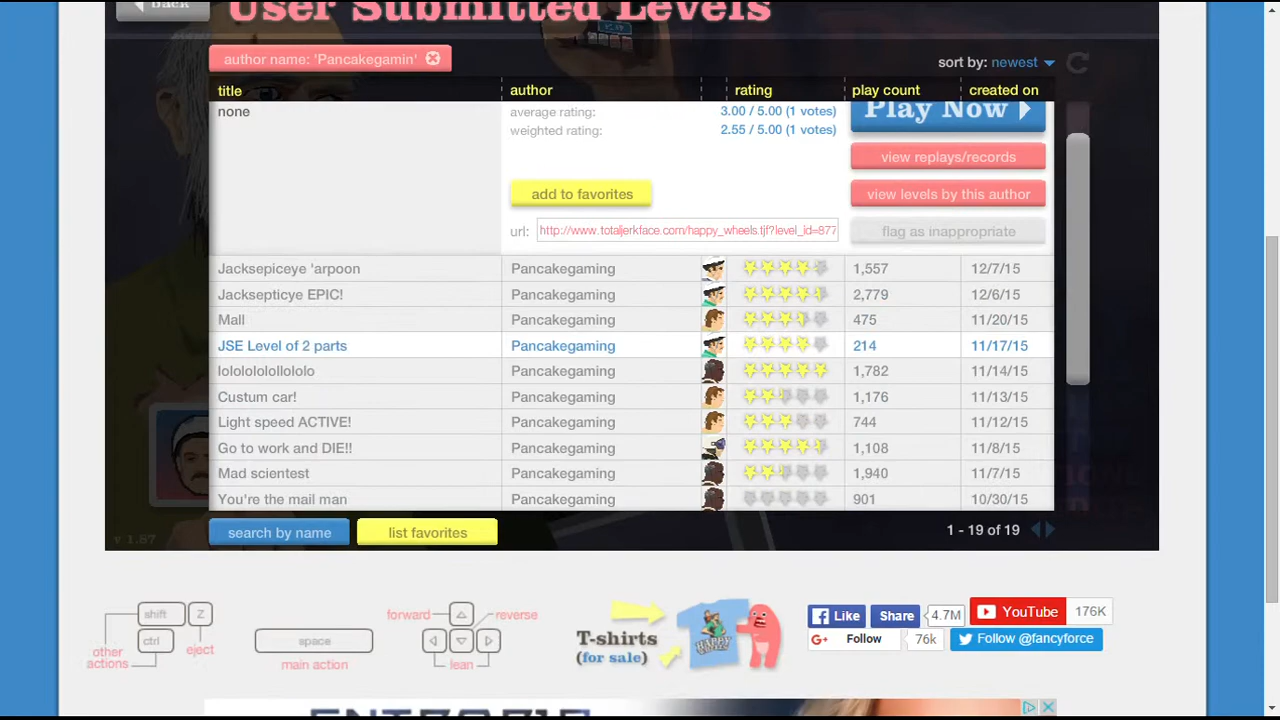 Back
User Submitted Levels
author name: 'Pancakegamin'
sort by: newest
title author rating play count created on
none
average rating: 3.00 / 5.00 (1 votes)
weighted rating: 2.55 / 5.00 (1 votes)
Play Now
view replays/records
add to favorites
view levels by this author
url: http://www.totaljerkface.com/happy_wheels.tjf?level_id=877
flag as inappropriate
Jacksepiceye 'arpoon Pancakegaming 1,557 12/7/15
Jacksepticye EPIC! Pancakegaming 2,779 12/6/15
Mall Pancakegaming 475 11/20/15
JSE Level of 2 parts Pancakegaming 214 11/17/15
lolololollololo Pancakegaming 1,782 11/14/15
Custum car! Pancakegaming 1,176 11/13/15
Light speed ACTIVE! Pancakegaming 744 11/12/15
Go to work and DIE!! Pancakegaming 1,108 11/8/15
Mad scientest Pancakegaming 1,940 11/7/15
You're the mail man Pancakegaming 901 10/30/15
search by name list favorites 1 - 19 of 19
v 1.87
shift Z
ctrl
eject
other
actions
space
main action
forward reverse
lean
T-shirts
(for sale)
HAPPY
Like Share 4.7M
YouTube 176K
G+ Follow 76k
Follow @fancyforce